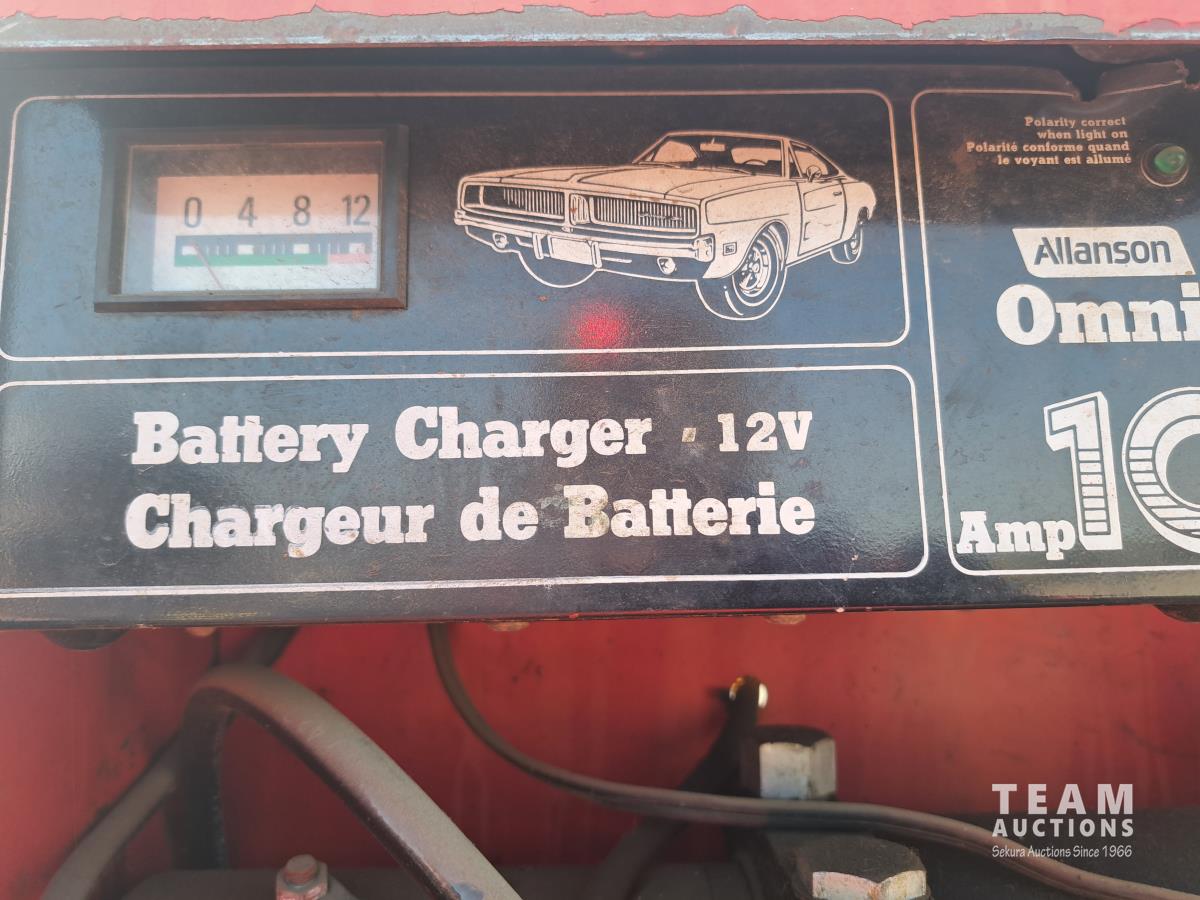 0 4 8 12
Battery Charger · 12V
Chargeur de Batterie
Polarity correct
when light on
Polarité conforme quand
le voyant est allumé
Allanson
Omni
Amp 10
TEAM
AUCTIONS
Sekura Auctions Since 1966